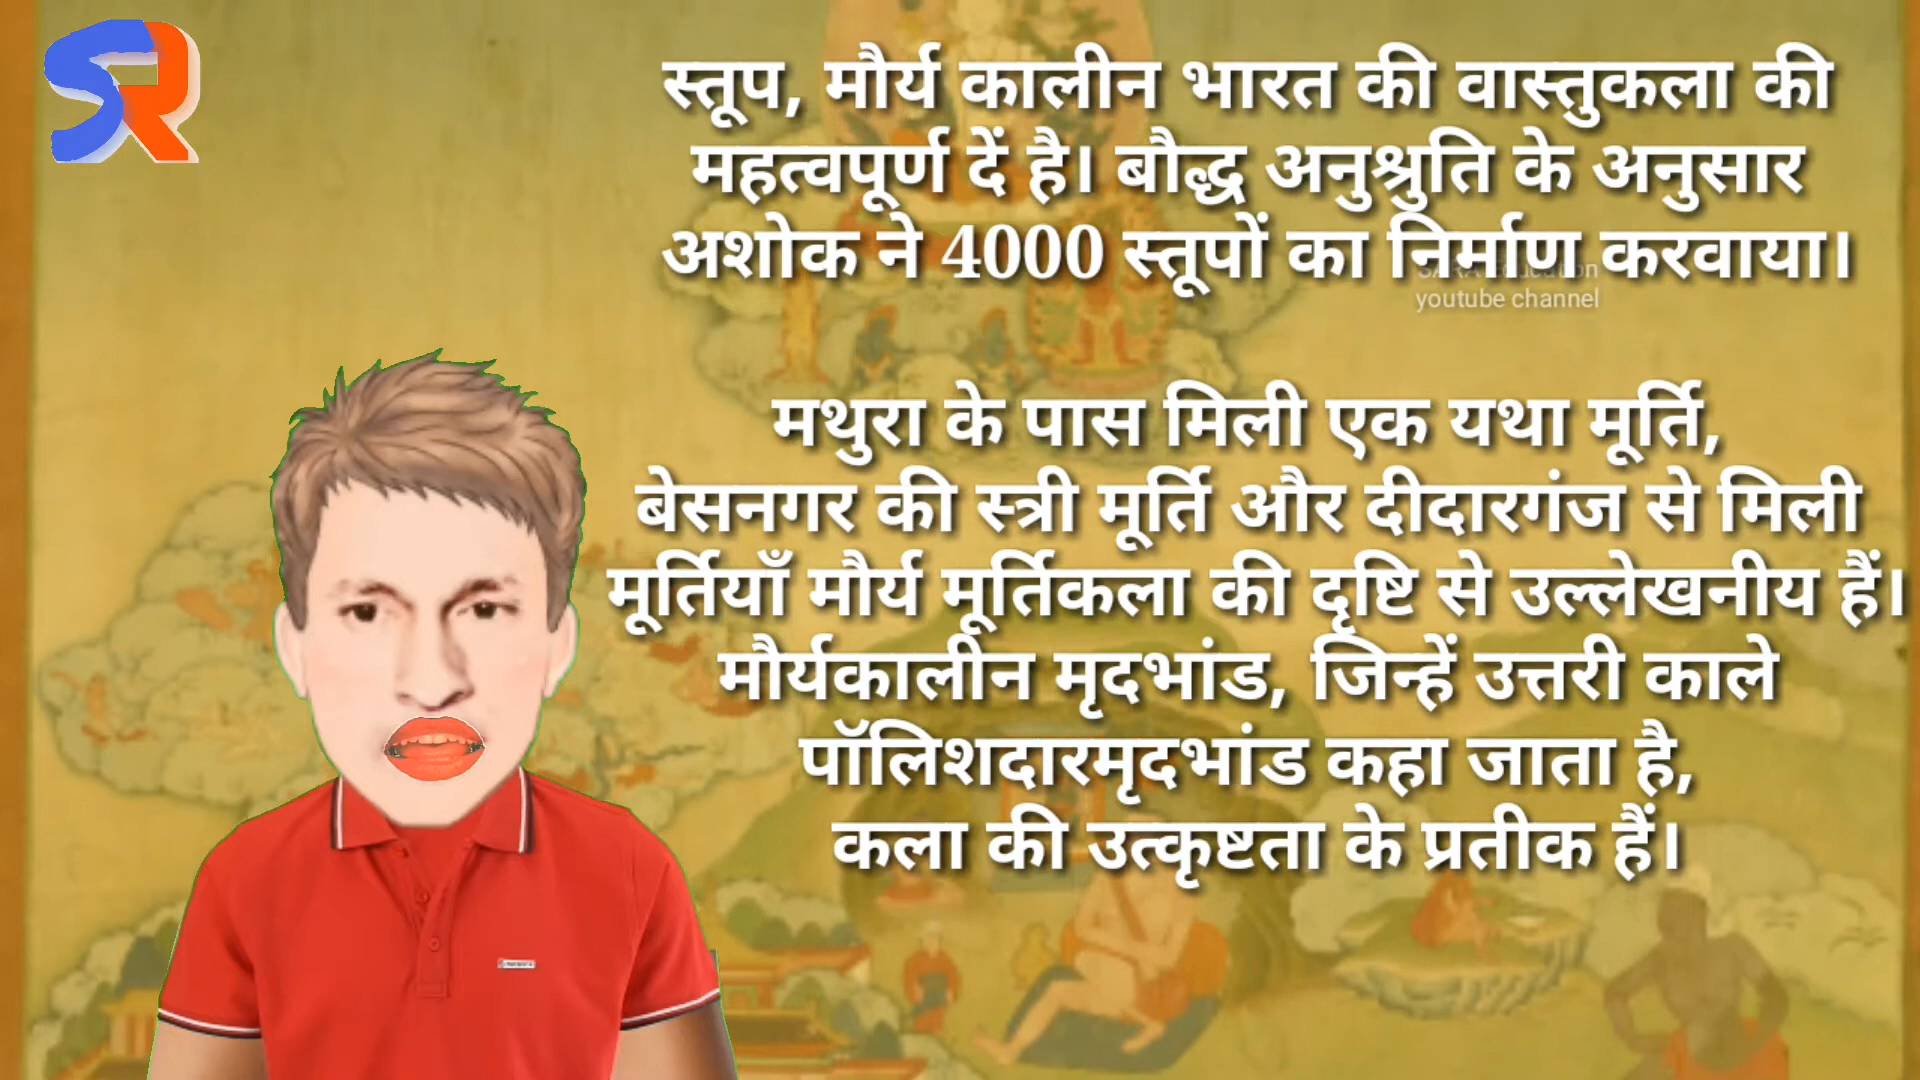 SR
स्तूप, मौर्य कालीन भारत की वास्तुकला की
महत्वपूर्ण दें है। बौद्ध अनुश्रुति के अनुसार
अशोक ने 4000 स्तूपों का निर्माण करवाया।
youtube channel
मथुरा के पास मिली एक यथा मूर्ति,
बेसनगर की स्त्री मूर्ति और दीदारगंज से मिली
मूर्तियाँ मौर्य मूर्तिकला की दृष्टि से उल्लेखनीय हैं।
मौर्यकालीन मृदभांड, जिन्हें उत्तरी काले
पॉलिशदारमृदभांड कहा जाता है,
कला की उत्कृष्टता के प्रतीक हैं।